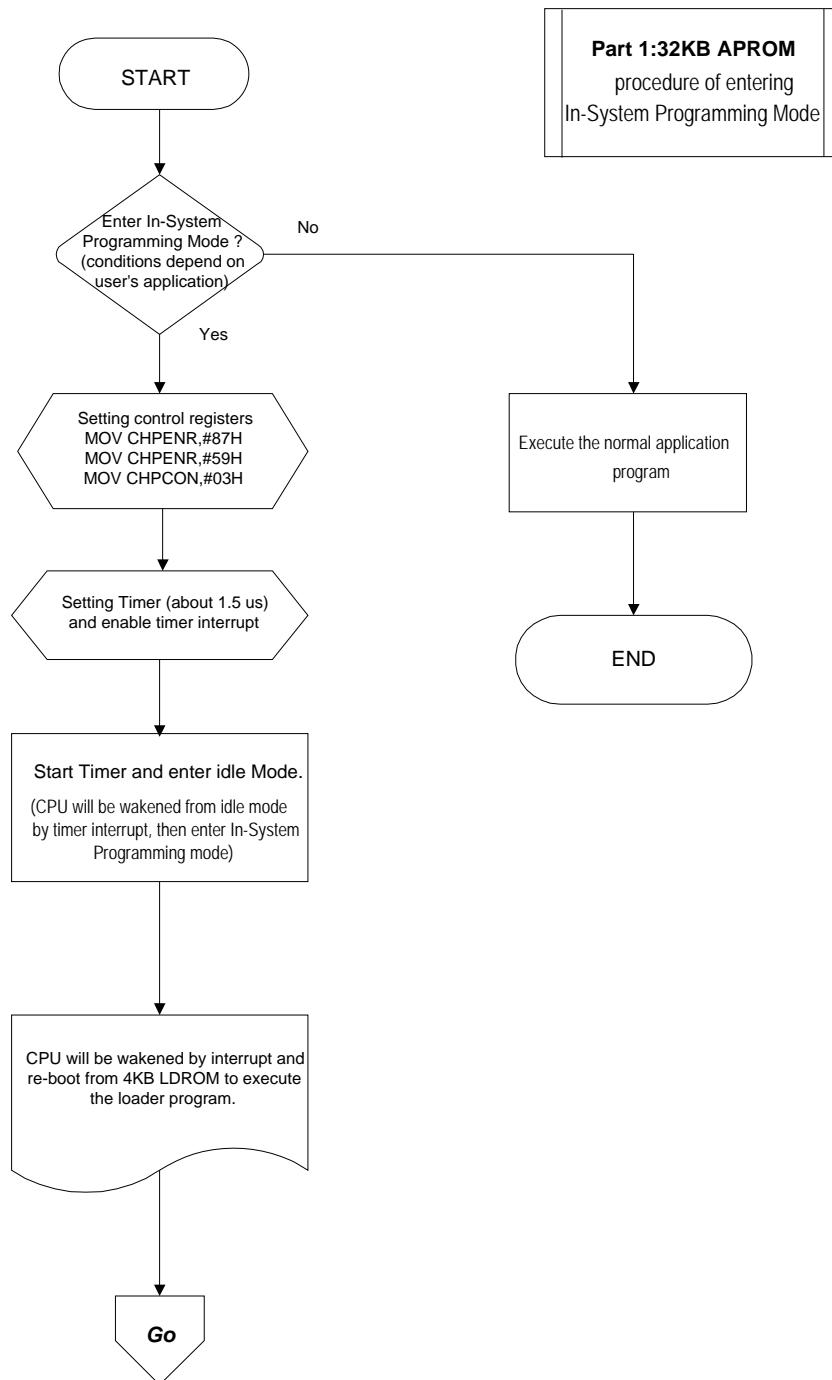 Part 1:32KB APROM
procedure of entering
In-System Programming Mode
START
Enter In-System
Programming Mode ?
(conditions depend on
user's application)
No
Yes
Setting control registers
MOV CHPENR,#87H
MOV CHPENR,#59H
MOV CHPCON,#03H
Execute the normal application
program
Setting Timer (about 1.5 us)
and enable timer interrupt
END
Start Timer and enter idle Mode.
(CPU will be wakened from idle mode
by timer interrupt, then enter In-System
Programming mode)
CPU will be wakened by interrupt and
re-boot from 4KB LDROM to execute
the loader program.
Go